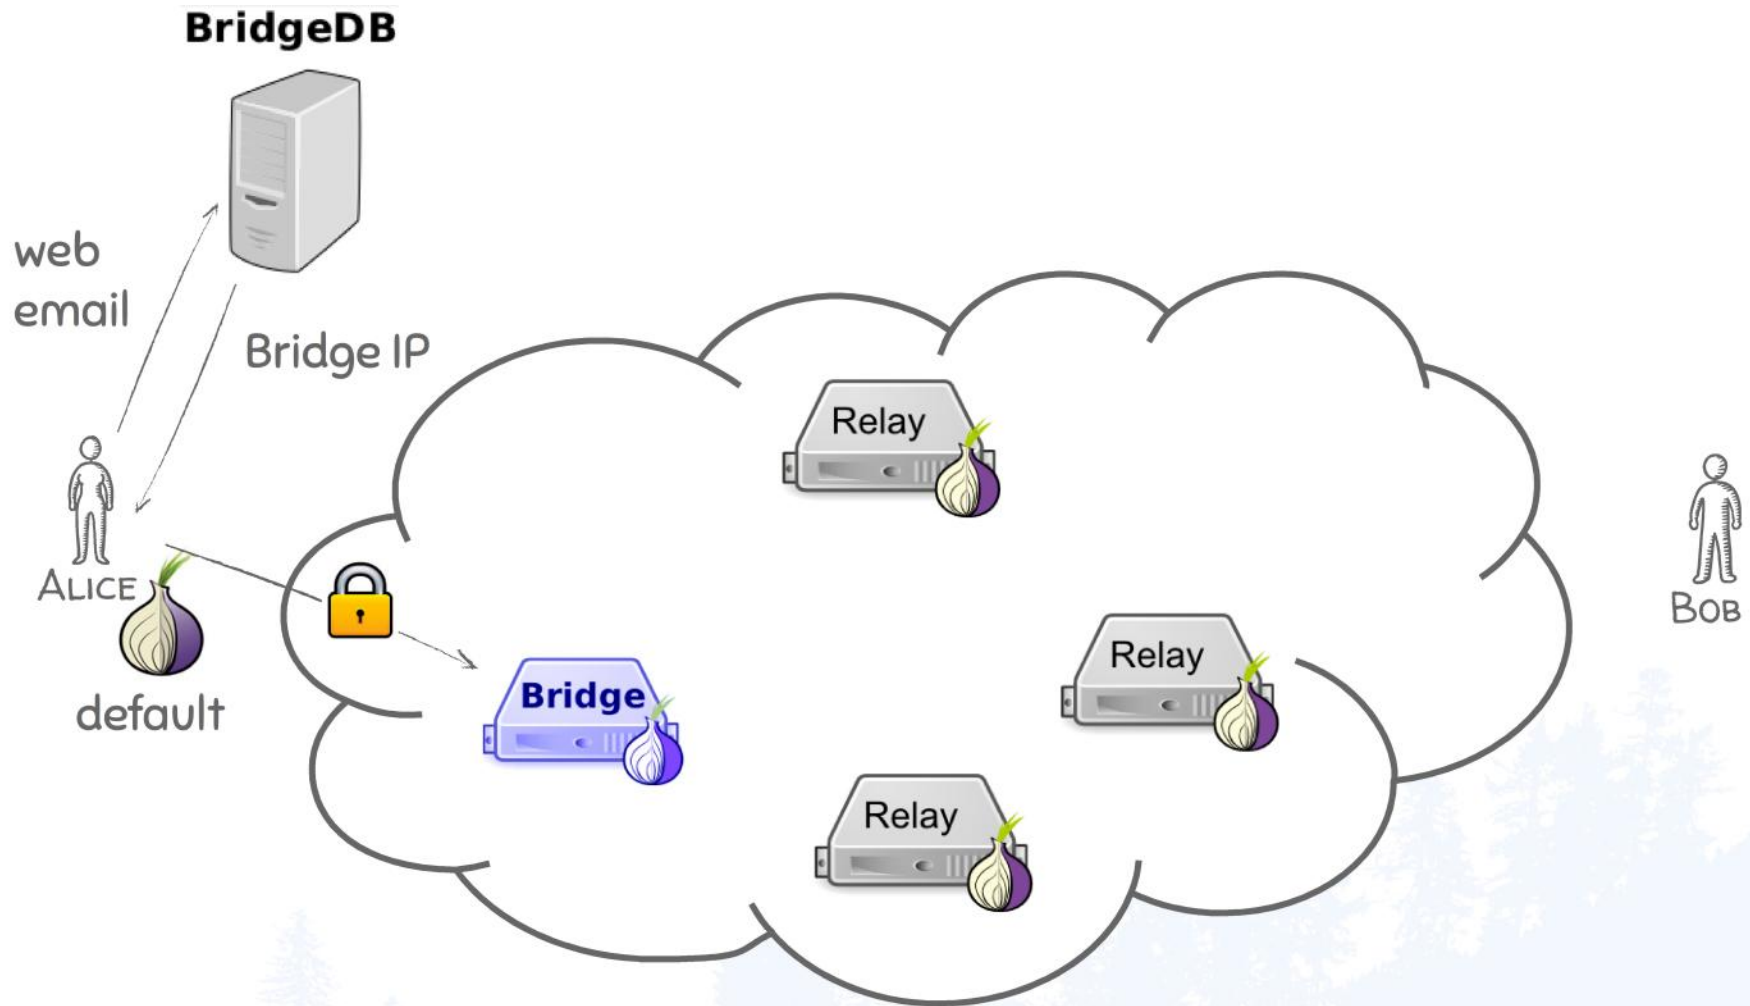 BridgeDB
web
email
Bridge IP
Relay
ALICE
BOB
Relay
Bridge
default
Relay